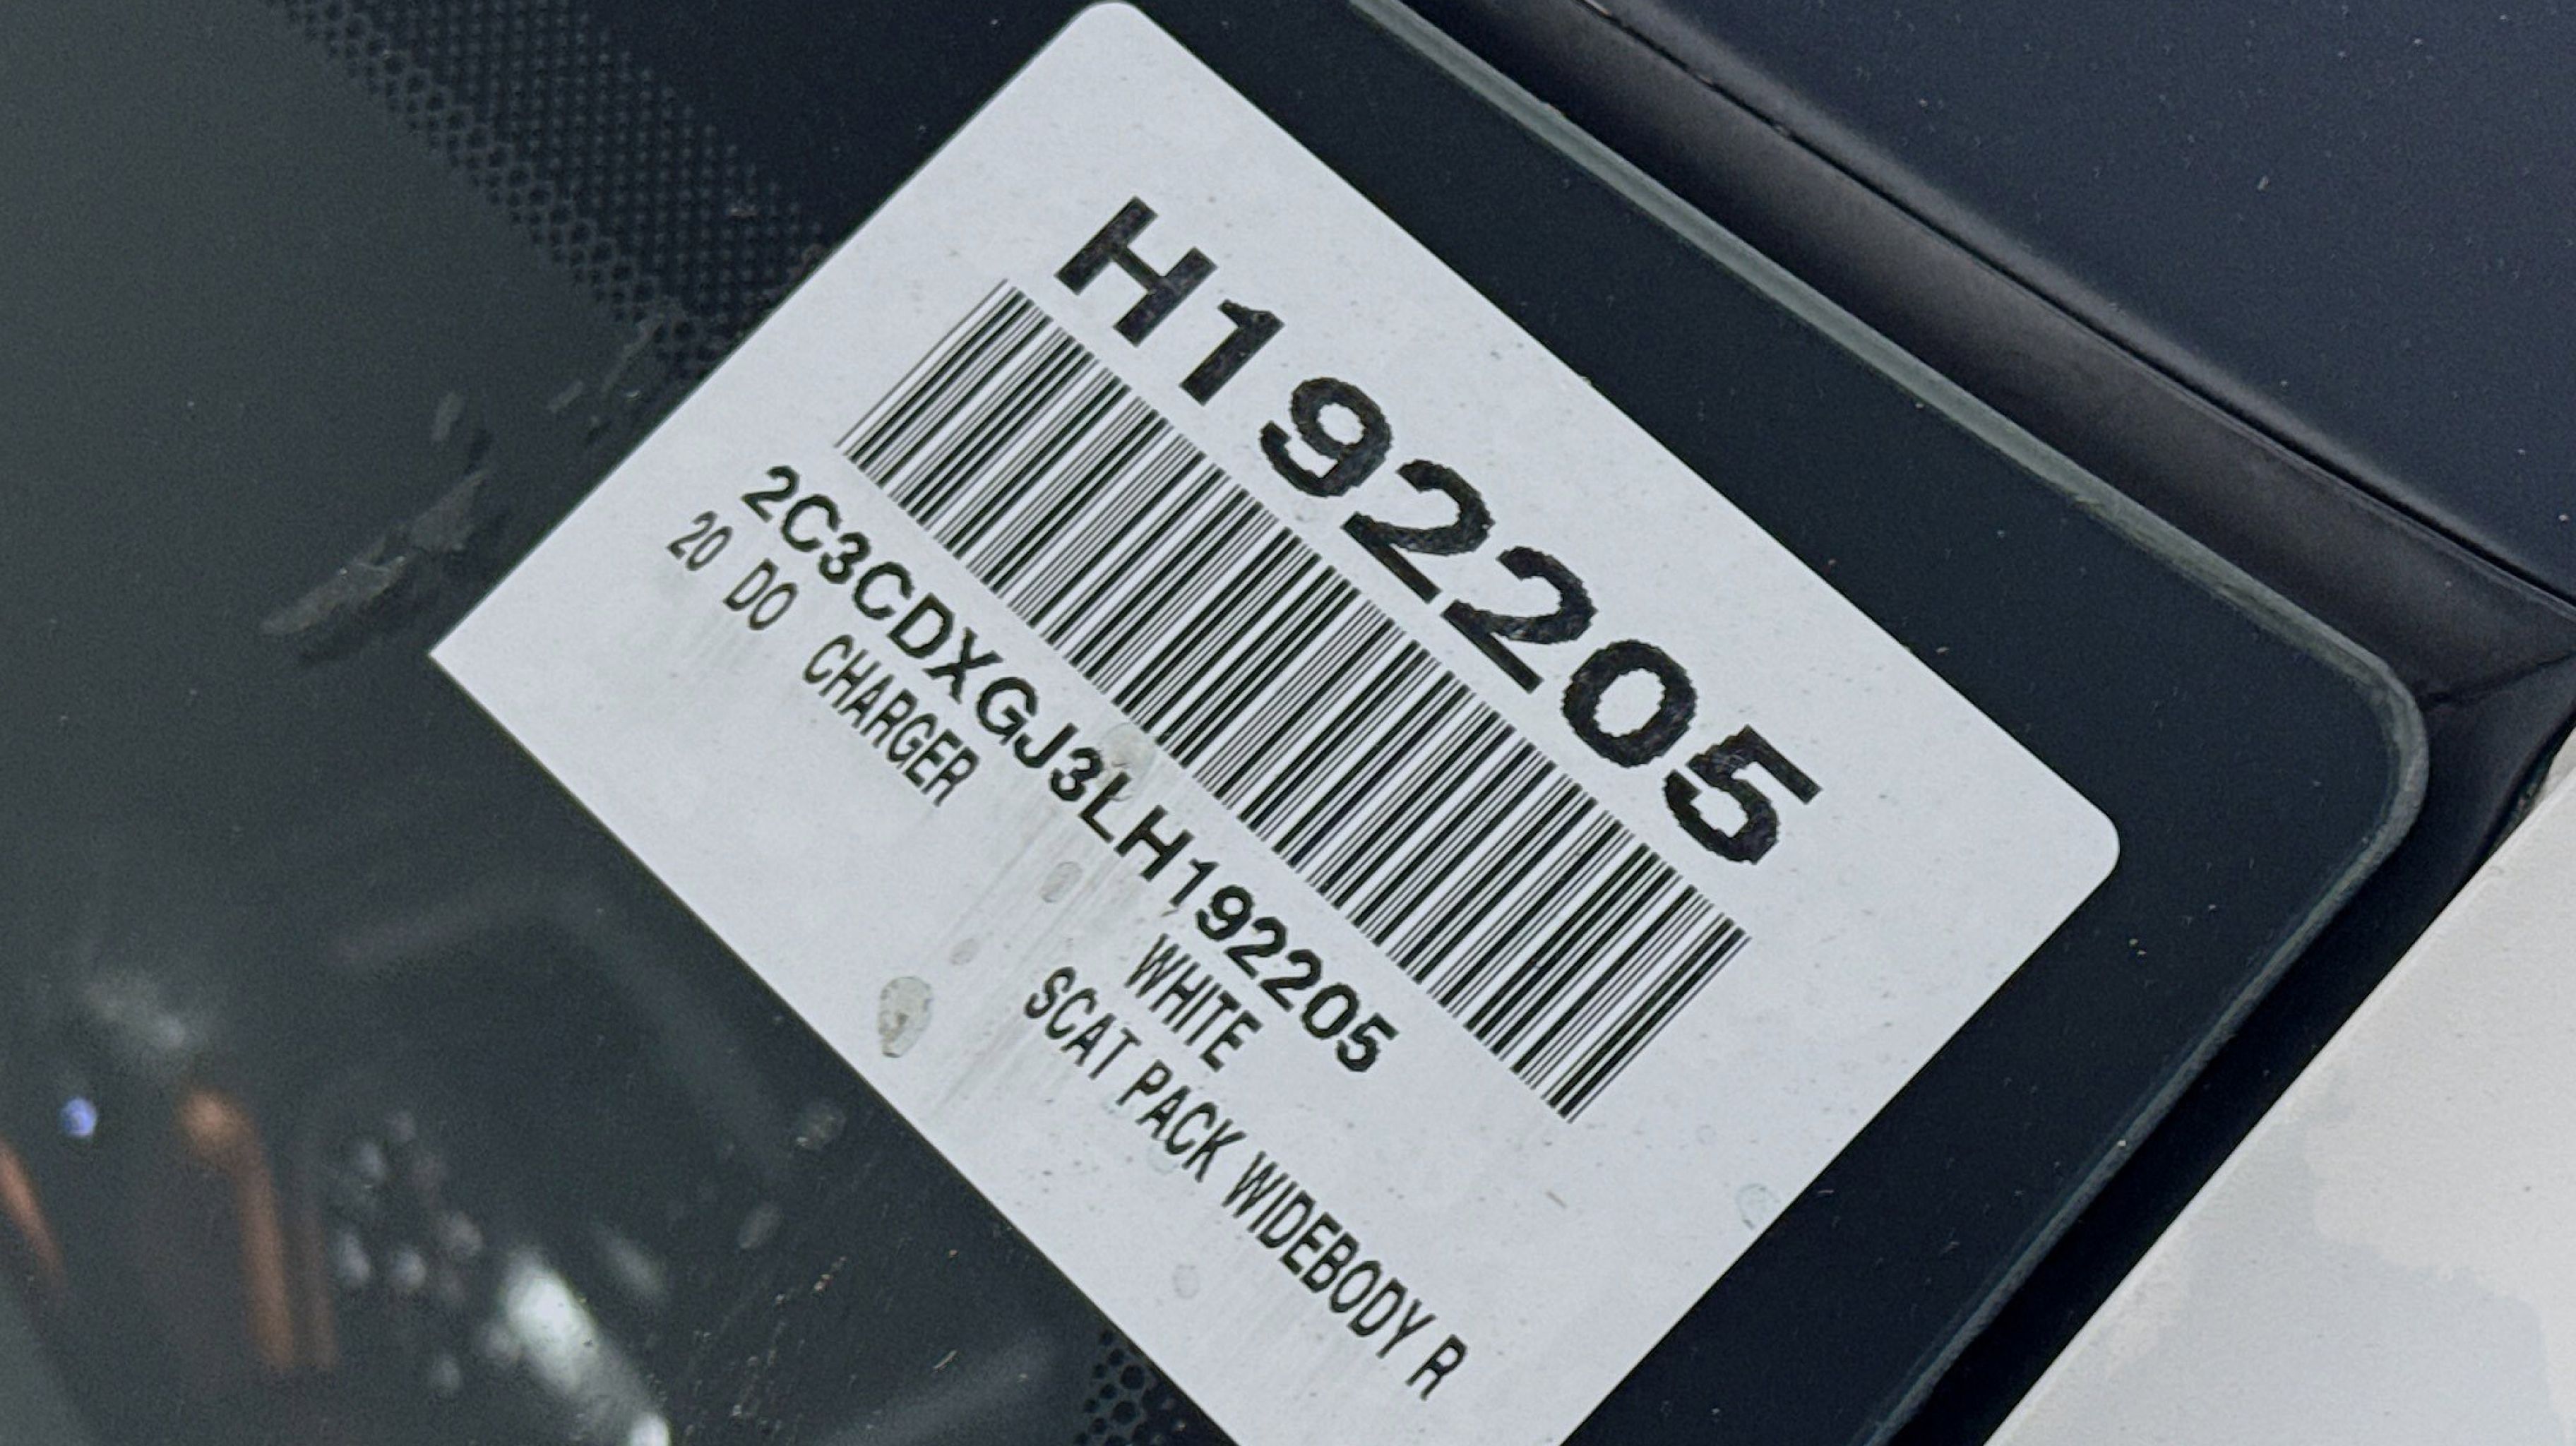 H192205
2C3CDXGJ3LH192205
20 DO CHARGER WHITE
SCAT PACK WIDEBODY R